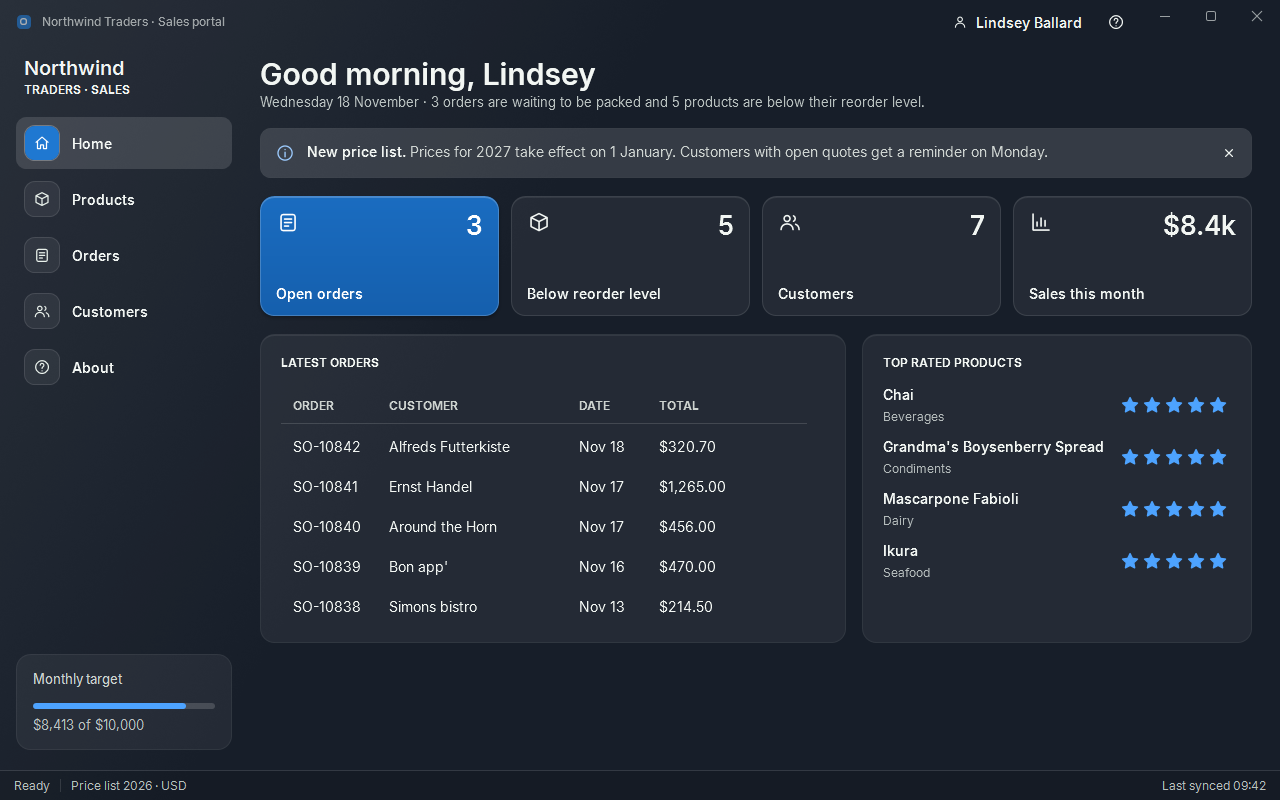 Northwind Traders · Sales portal
Lindsey Ballard
Northwind
TRADERS · SALES
Home
Products
Orders
Customers
About
Monthly target
$8,413 of $10,000
Good morning, Lindsey
Wednesday 18 November · 3 orders are waiting to be packed and 5 products are below their reorder level.
New price list. Prices for 2027 take effect on 1 January. Customers with open quotes get a reminder on Monday.
3
Open orders
5
Below reorder level
7
Customers
$8.4k
Sales this month
LATEST ORDERS
ORDER CUSTOMER DATE TOTAL
SO-10842 Alfreds Futterkiste Nov 18 $320.70
SO-10841 Ernst Handel Nov 17 $1,265.00
SO-10840 Around the Horn Nov 17 $456.00
SO-10839 Bon app' Nov 16 $470.00
SO-10838 Simons bistro Nov 13 $214.50
TOP RATED PRODUCTS
Chai
Beverages
Grandma's Boysenberry Spread
Condiments
Mascarpone Fabioli
Dairy
Ikura
Seafood
Ready
Price list 2026 · USD
Last synced 09:42